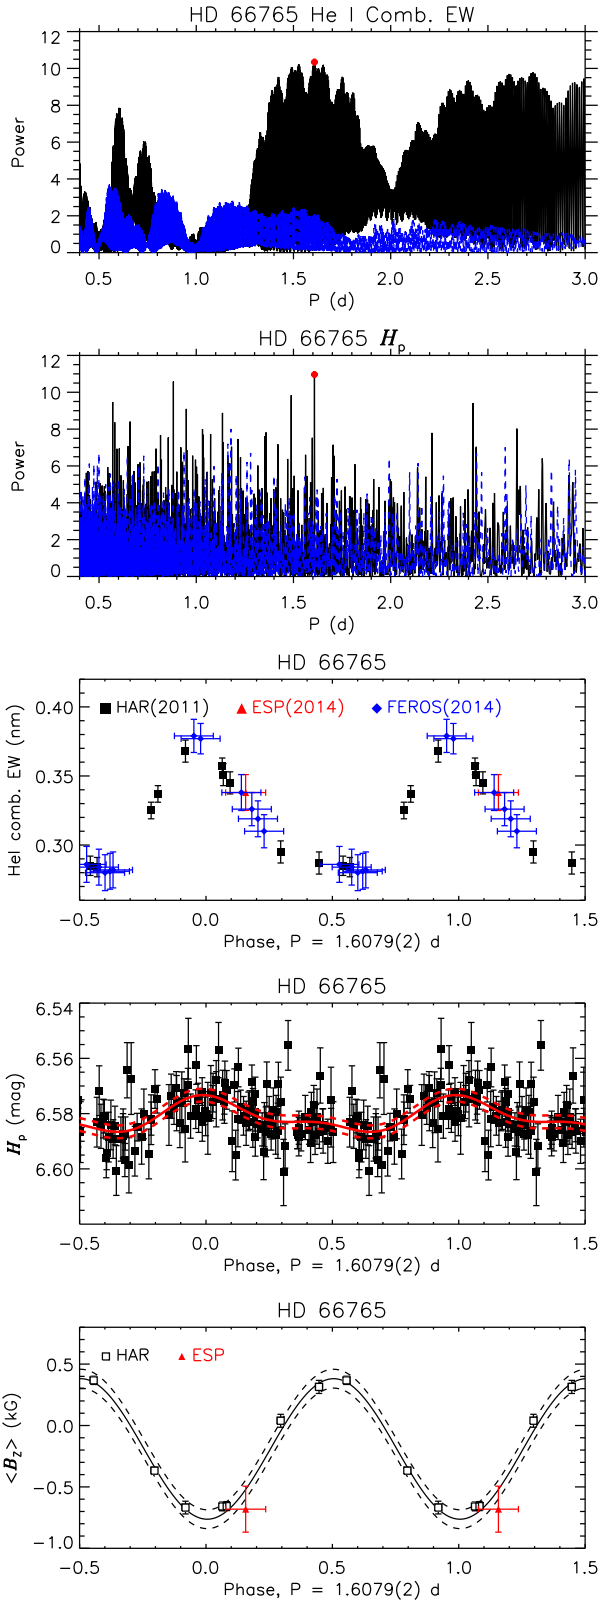 HD 66765 He I Comb. EW
12
10
8
6
4
2
0
Power
0.5 1.0 1.5 2.0 2.5 3.0
P (d)
HD 66765 Hp
12
10
8
6
4
2
0
Power
0.5 1.0 1.5 2.0 2.5 3.0
P (d)
HD 66765
HAR(2011) ESP(2014) FEROS(2014)
0.40
0.35
0.30
HeI comb. EW (nm)
−0.5 0.0 0.5 1.0 1.5
Phase, P = 1.6079(2) d
HD 66765
6.54
6.56
6.58
6.60
Hp (mag)
−0.5 0.0 0.5 1.0 1.5
Phase, P = 1.6079(2) d
HD 66765
HAR ESP
0.5
0.0
−0.5
−1.0
<Bz> (kG)
−0.5 0.0 0.5 1.0 1.5
Phase, P = 1.6079(2) d